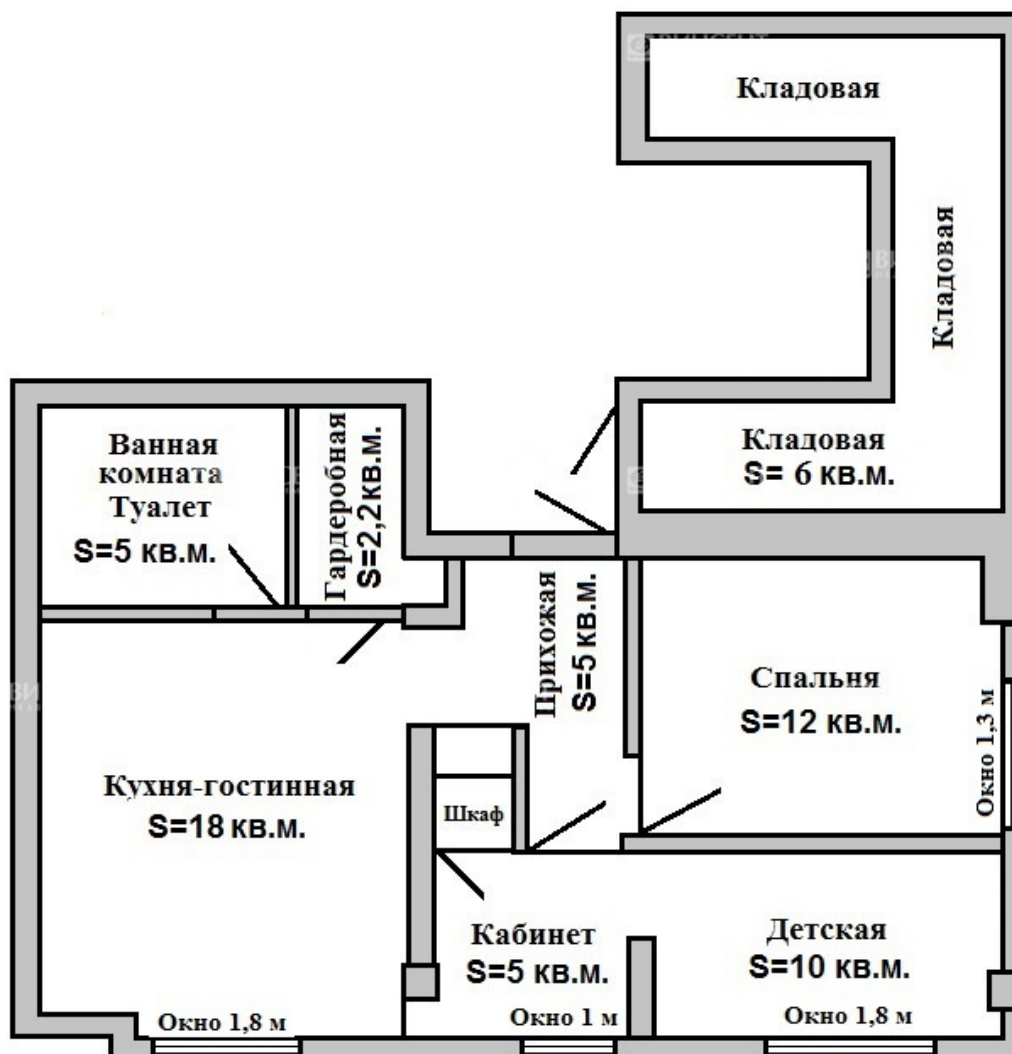 Кладовая
Кладовая
Кладовая
S= 6 кв.м.
Ванная
комната
Туалет
S=5 кв.м.
Гардеробная
S=2,2кв.м.
Прихожая
S=5 кв.м.
Спальня
S=12 кв.м.
Окно 1,3 м
Кухня-гостинная
S=18 кв.м.
Шкаф
Кабинет
S=5 кв.м.
Детская
S=10 кв.м.
Окно 1,8 м
Окно 1 м
Окно 1,8 м